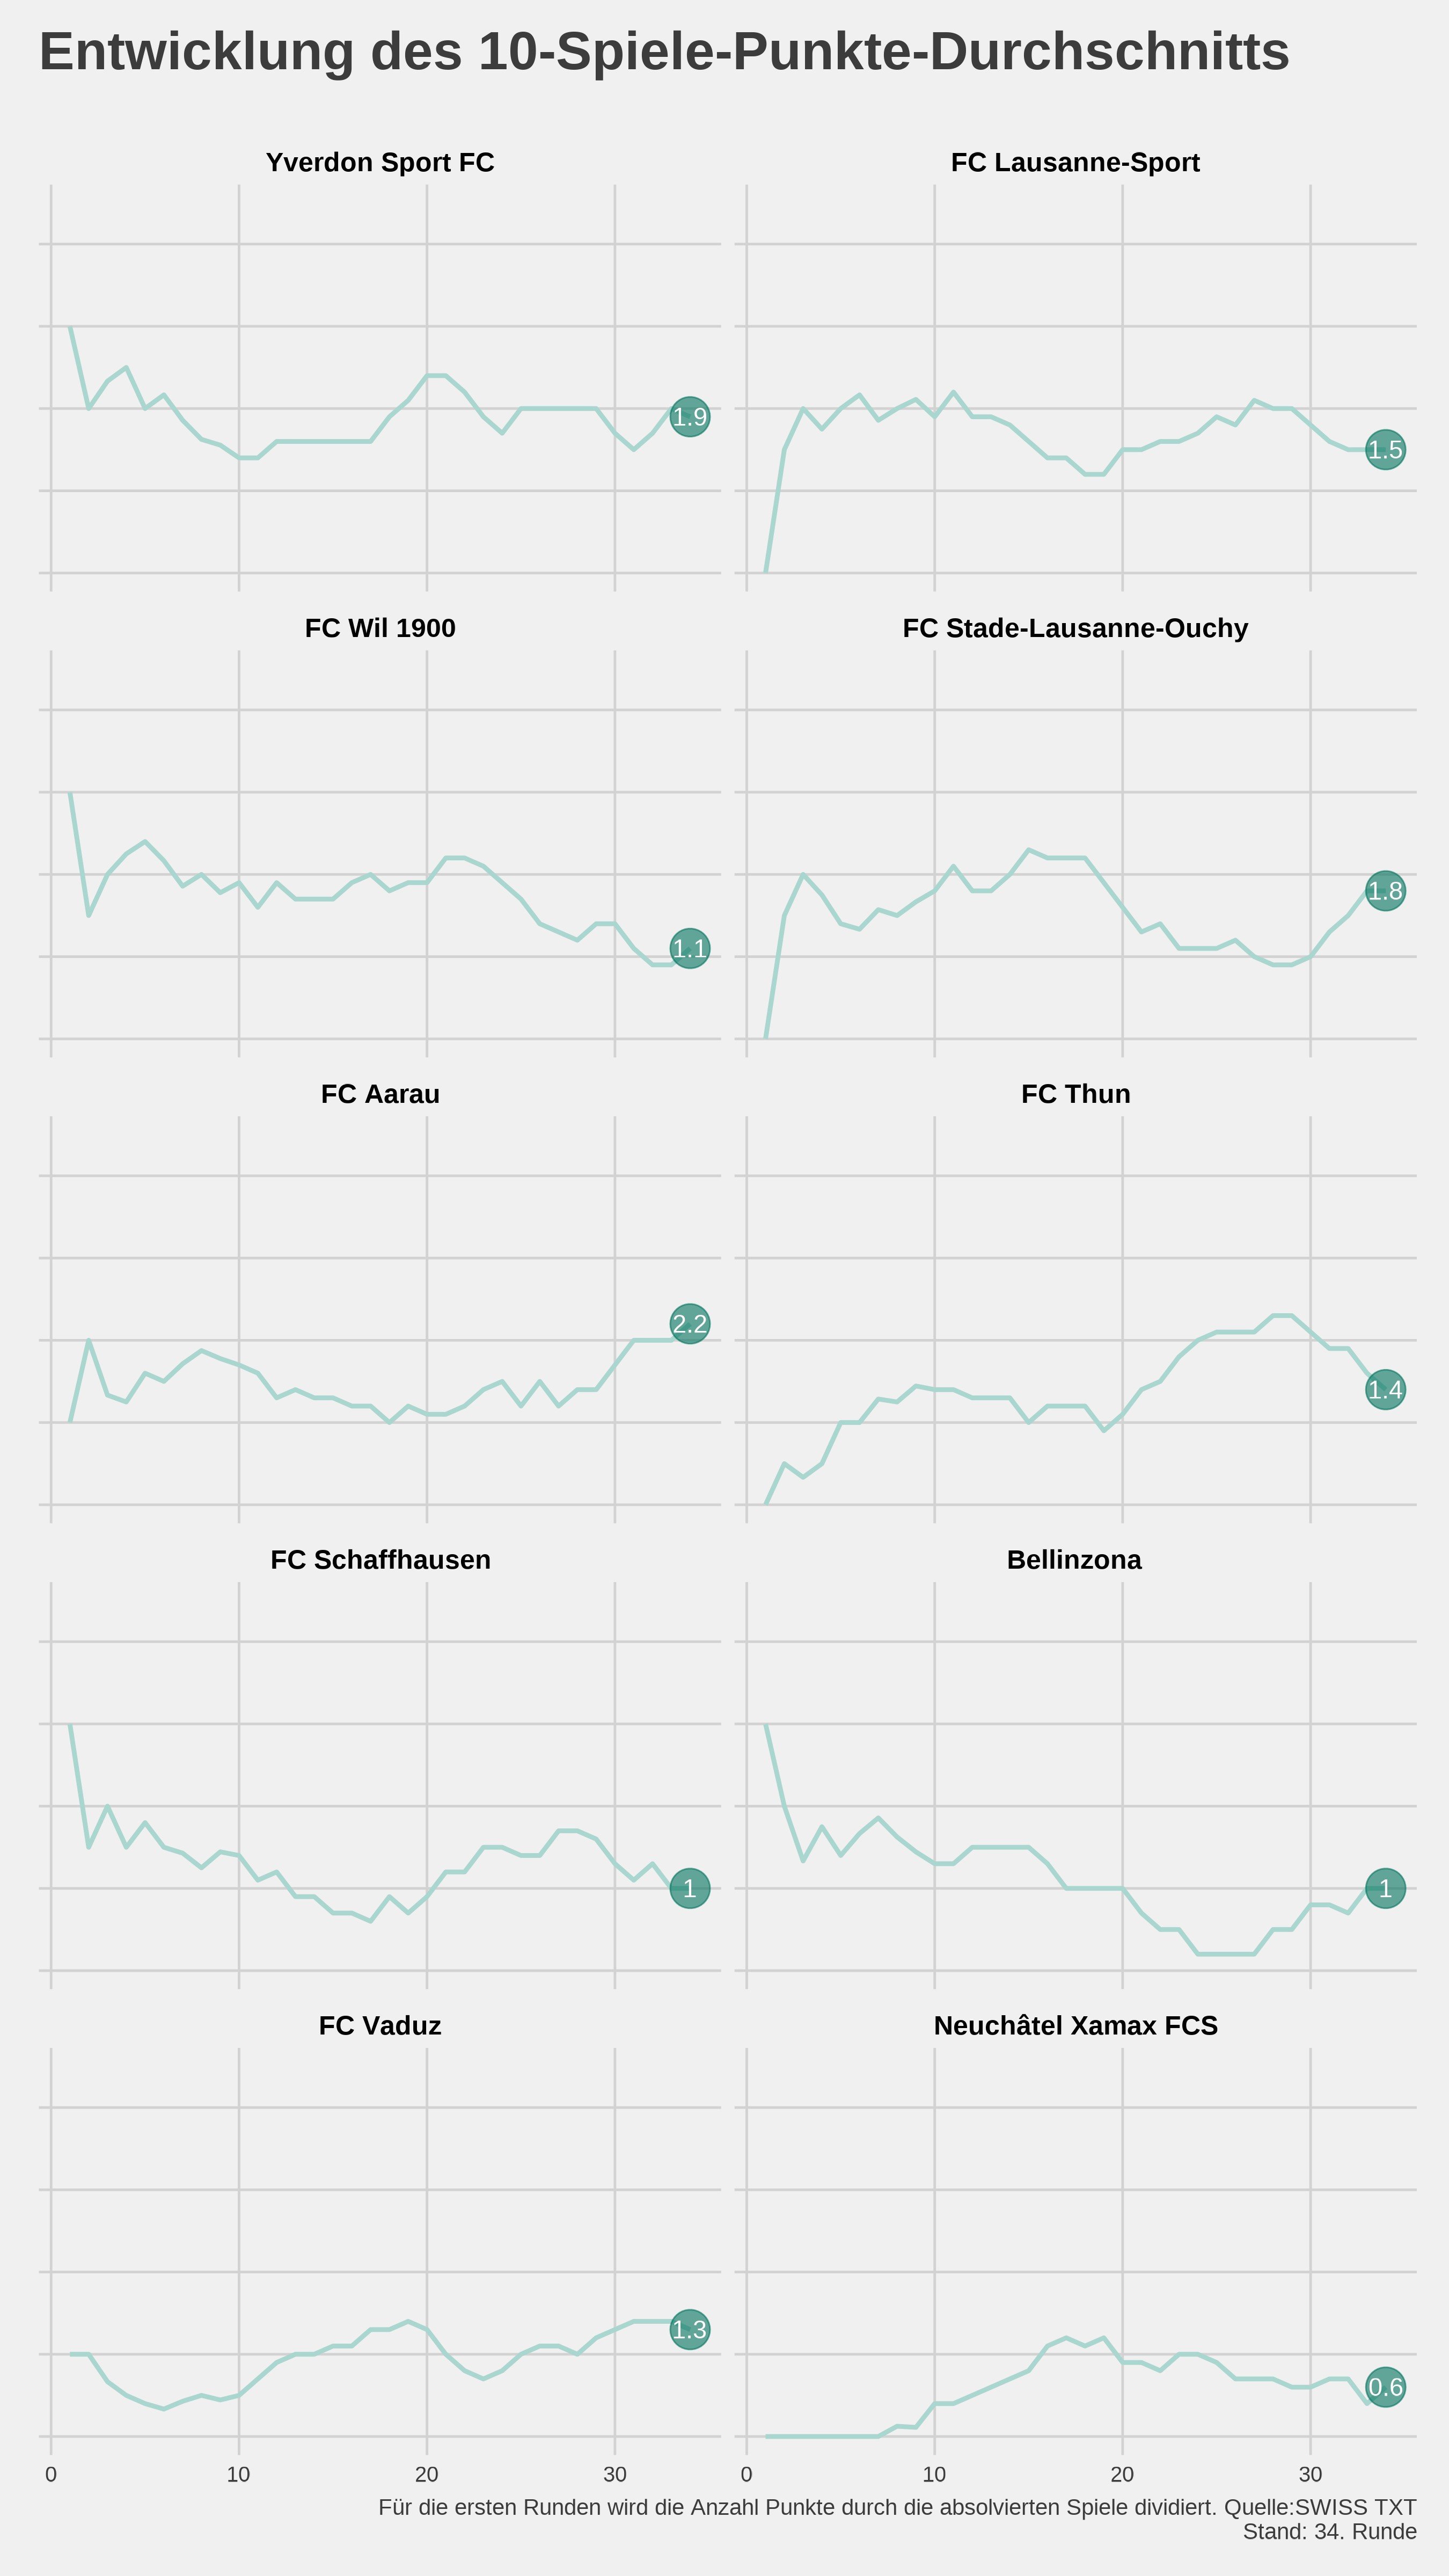 Entwicklung des 10-Spiele-Punkte-Durchschnitts
Yverdon Sport FC
FC Lausanne-Sport
1.9
1.5
FC Wil 1900
FC Stade-Lausanne-Ouchy
1.1
1.8
FC Aarau
FC Thun
2.2
1.4
FC Schaffhausen
Bellinzona
1
1
FC Vaduz
Neuchâtel Xamax FCS
1.3
0.6
0 10 20 30 0 10 20 30
Für die ersten Runden wird die Anzahl Punkte durch die absolvierten Spiele dividiert. Quelle:SWISS TXT
Stand: 34. Runde